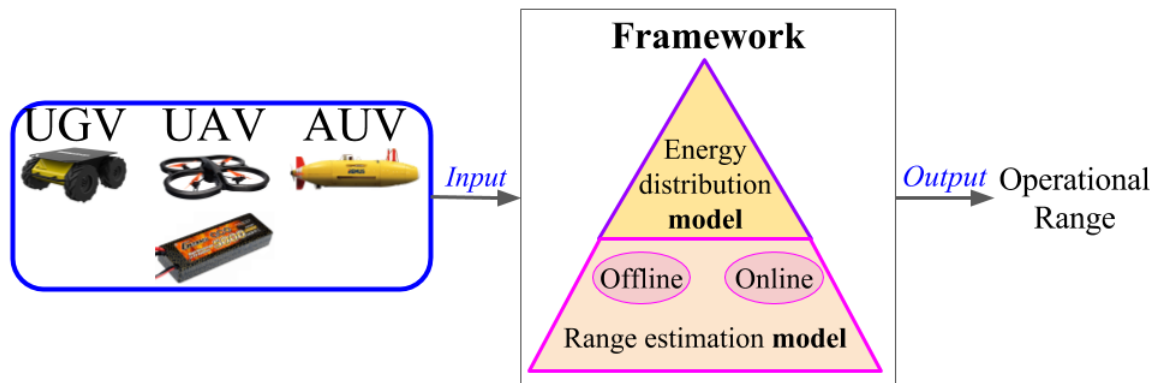 Framework
UGV UAV AUV
Input
Energy
distribution
model
Output
Operational
Range
Offline Online
Range estimation model